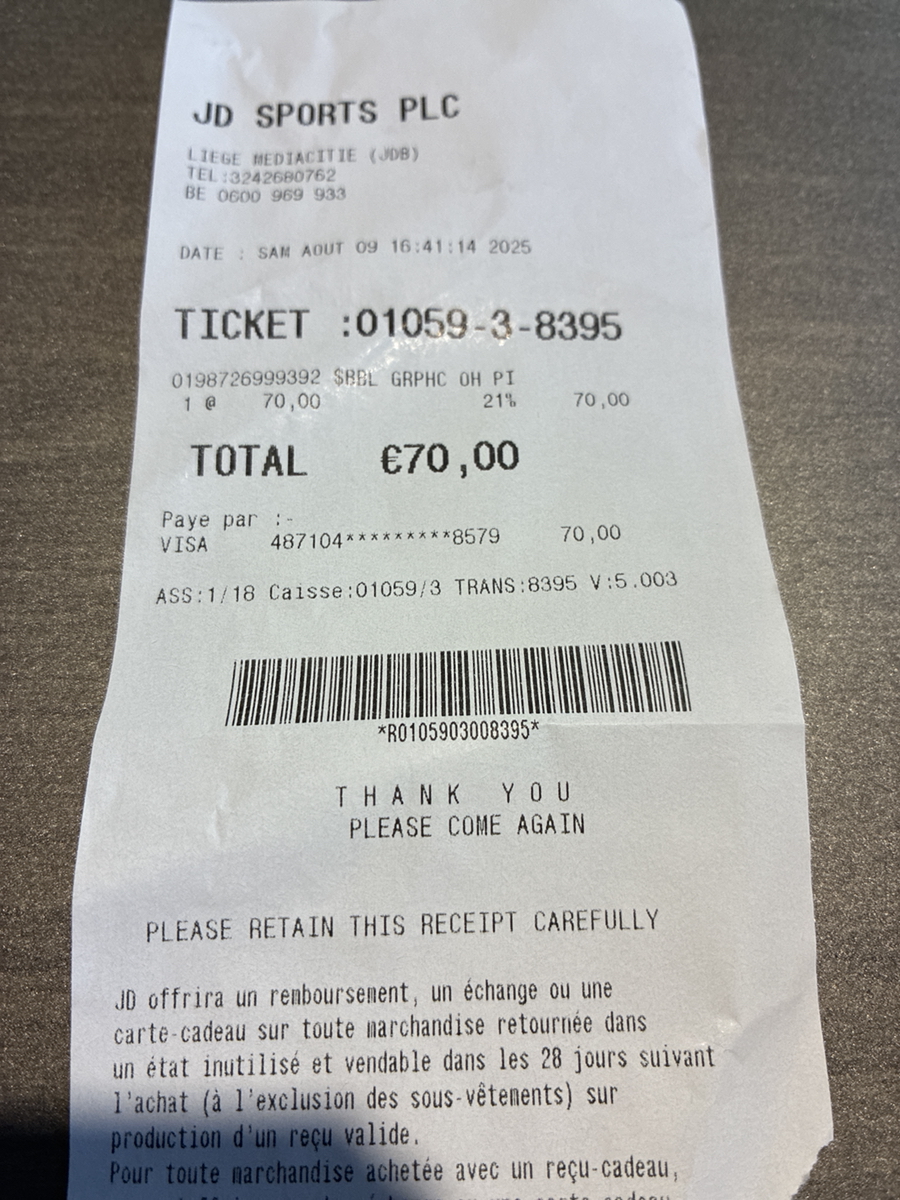 JD SPORTS PLC
LIEGE MEDIACITIE (JDB)
TEL:3242680762
BE 0600 969 933
DATE : SAM AOUT 09 16:41:14 2025
TICKET :01059-3-8395
0198726999392 $BBL GRPHC OH PI
1 @ 70,00 21% 70,00
TOTAL €70,00
Paye par :-
VISA 487104*********8579 70,00
ASS:1/18 Caisse:01059/3 TRANS:8395 V:5.003
*R0105903008395*
THANK YOU
PLEASE COME AGAIN
PLEASE RETAIN THIS RECEIPT CAREFULLY
JD offrira un remboursement, un échange ou une
carte-cadeau sur toute marchandise retournée dans
un état inutilisé et vendable dans les 28 jours suivant
l'achat (à l'exclusion des sous-vêtements) sur
production d'un reçu valide.
Pour toute marchandise achetée avec un reçu-cadeau,